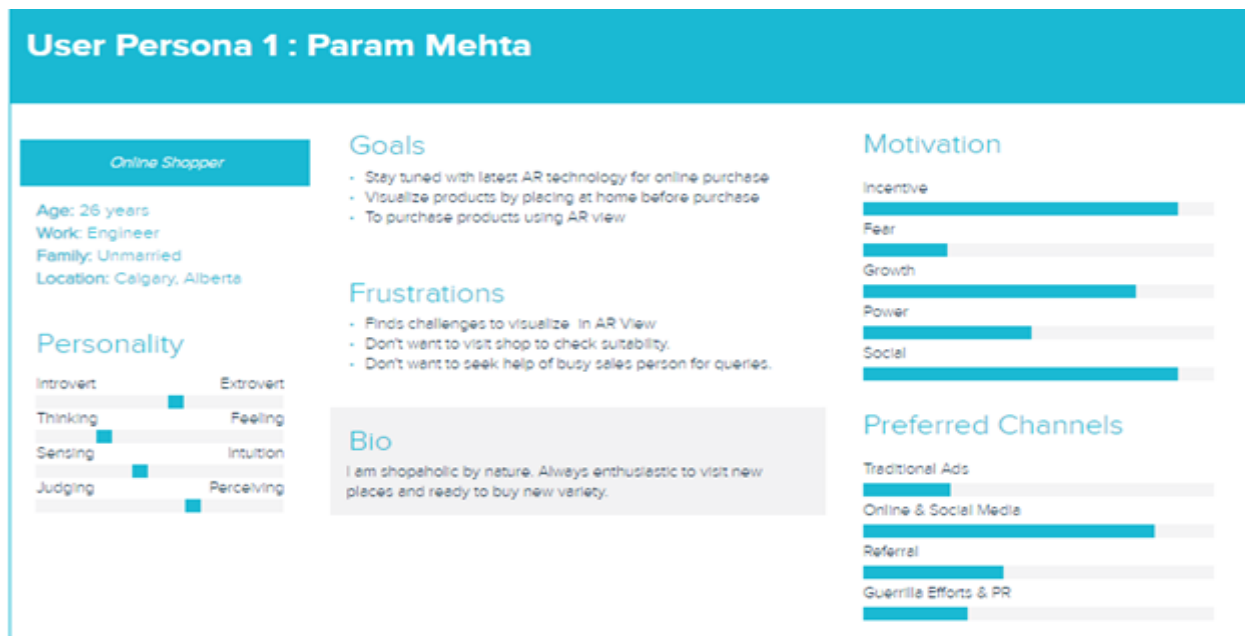 User Persona 1 : Param Mehta
Online Shopper
Age: 26 years
Work: Engineer
Family: Unmarried
Location: Calgary, Alberta
Personality
Introvert Extrovert
Thinking Feeling
Sensing Intuition
Judging Perceiving
Goals
• Stay tuned with latest AR technology for online purchase
• Visualize products by placing at home before purchase
• To purchase products using AR view
Frustrations
• Finds challenges to visualize in AR View
• Don't want to visit shop to check suitability.
• Don't want to seek help of busy sales person for queries.
Bio
I am shopaholic by nature. Always enthusiastic to visit new
places and ready to buy new variety.
Motivation
Incentive
Fear
Growth
Power
Social
Preferred Channels
Traditional Ads
Online & Social Media
Referral
Guerrilla Efforts & PR